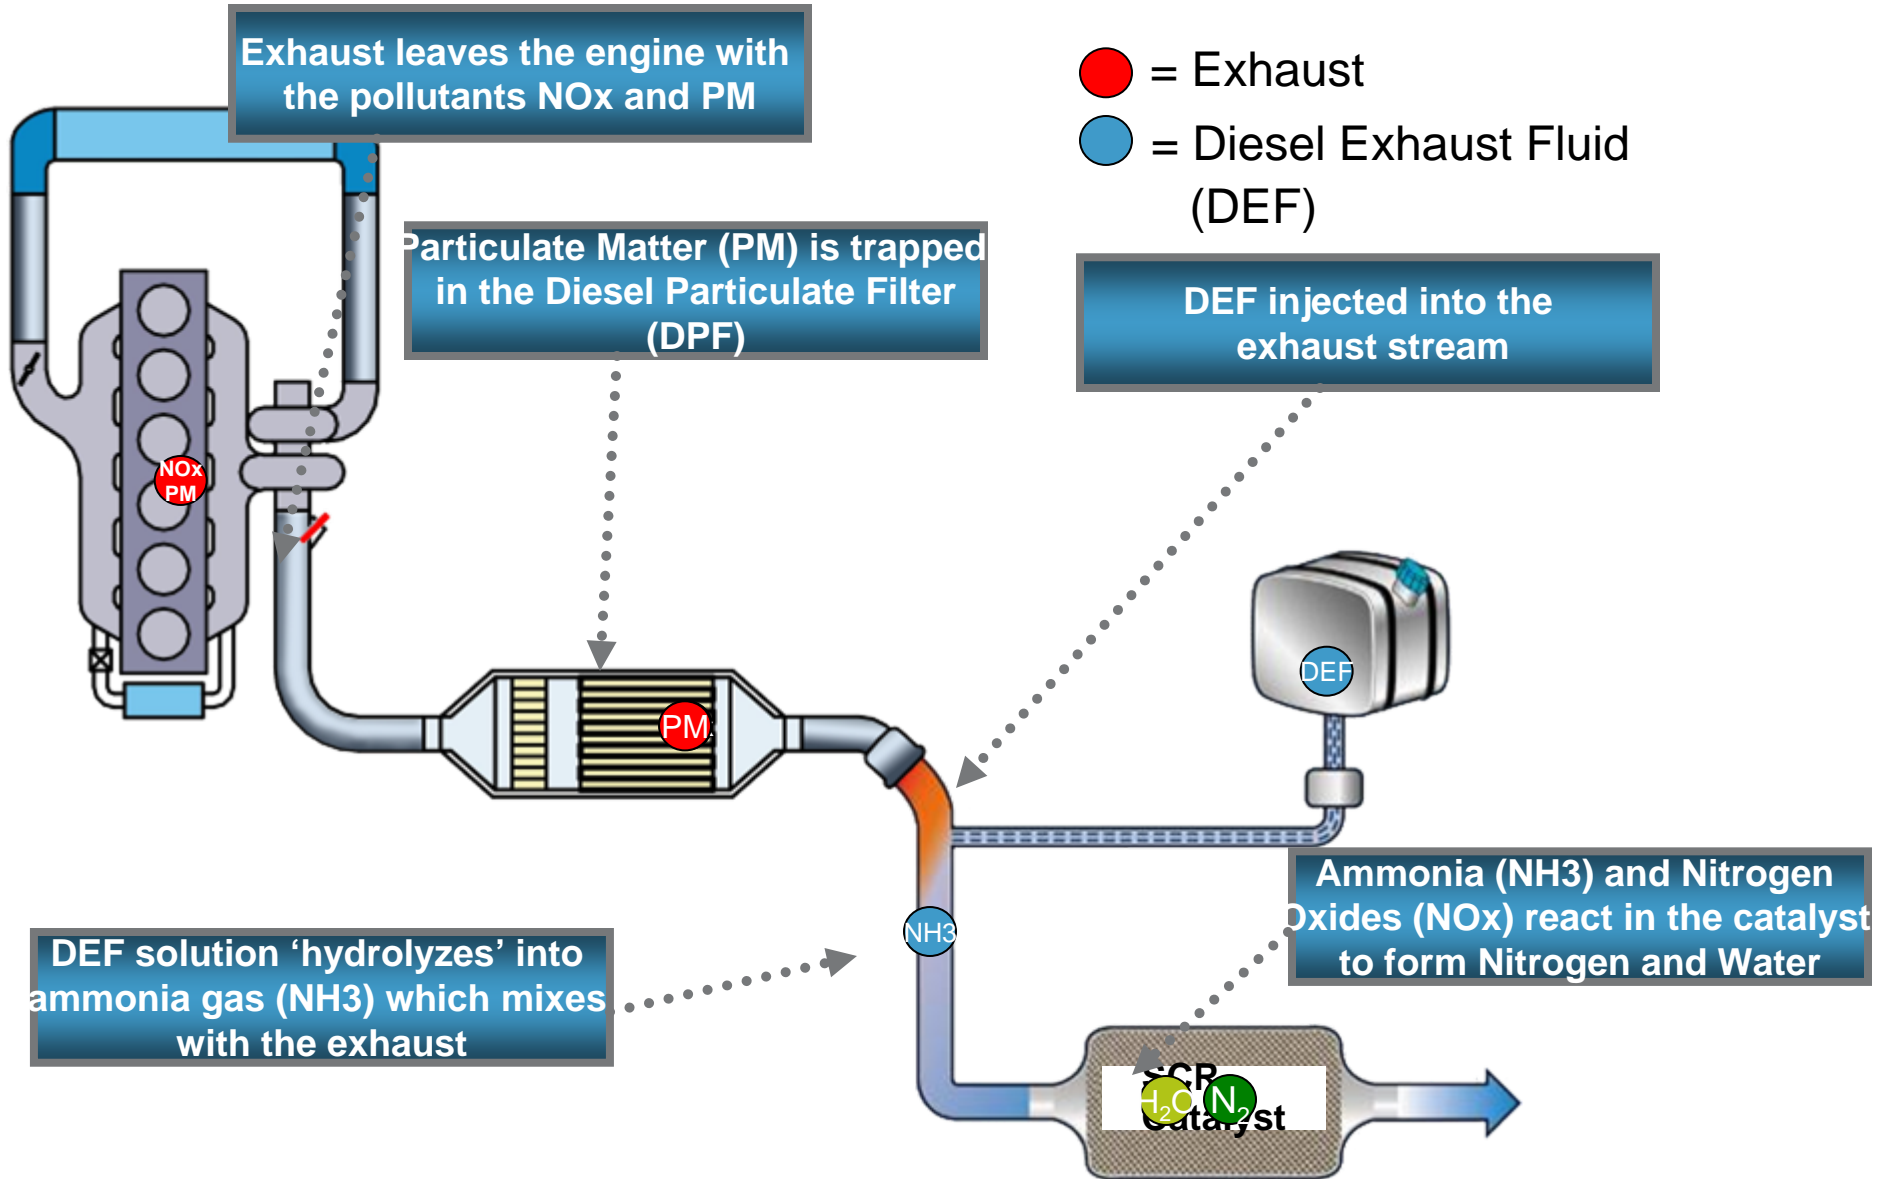 Exhaust leaves the engine with
the pollutants NOx and PM
= Exhaust
= Diesel Exhaust Fluid
(DEF)
Particulate Matter (PM) is trapped
in the Diesel Particulate Filter
(DPF)
DEF injected into the
exhaust stream
NOx
PM
DEF
PM
Ammonia (NH3) and Nitrogen
Oxides (NOx) react in the catalyst
to form Nitrogen and Water
NH3
DEF solution ‘hydrolyzes’ into
ammonia gas (NH3) which mixes
with the exhaust
SCR
Catalyst
H₂O
N₂